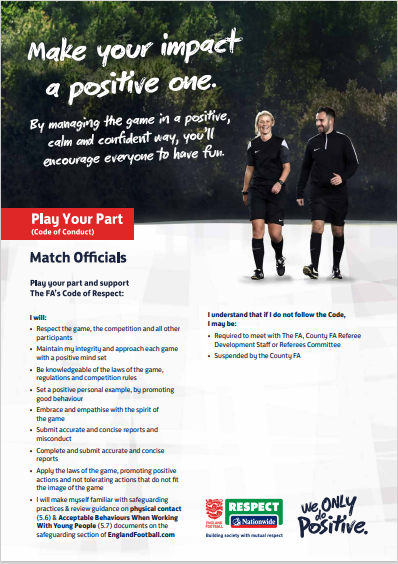 Make your impact
a positive one.
By managing the game in a positive,
calm and confident way, you'll
encourage everyone to have fun.
Play Your Part
(Code of Conduct)
Match Officials
Play your part and support
The FA's Code of Respect:
I will:
• Respect the game, the competition and all other
participants
• Maintain my integrity and approach each game
with a positive mind set
• Be knowledgeable of the laws of the game,
regulations and competition rules
• Set a positive personal example, by promoting
good behaviour
• Embrace and empathise with the spirit of
the game
• Submit accurate and concise reports and
misconduct
• Complete and submit accurate and concise
reports
• Apply the laws of the game, promoting positive
actions and not tolerating actions that do not fit
the image of the game
• I will make myself familiar with safeguarding
practices & review guidance on physical contact
(5.6) & Acceptable Behaviours When Working
With Young People (5.7) documents on the
safeguarding section of EnglandFootball.com
I understand that if I do not follow the Code,
I may be:
• Required to meet with The FA, County FA Referee
Development Staff or Referees Committee
• Suspended by the County FA
ENGLAND
FOOTBALL
RESPECT
Nationwide
Building society with mutual respect
We ONLY
do
Positive.